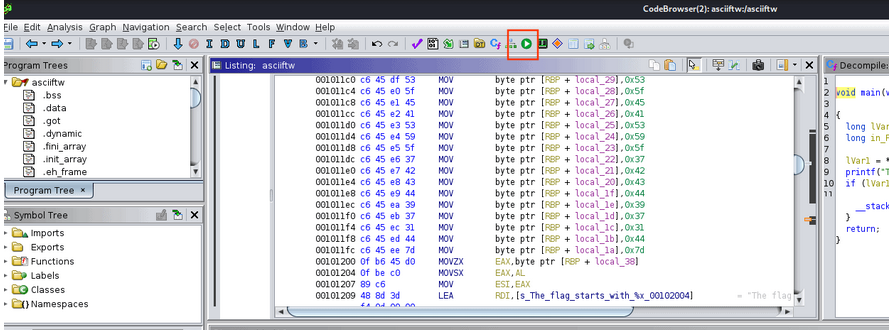 CodeBrowser(2): asciiftw:/asciiftw
File Edit Analysis Graph Navigation Search Select Tools Window Help
I D U L F V B
Program Trees
asciiftw
.bss
.data
.got
.dynamic
.fini_array
.init_array
.eh_frame
Program Tree ×
Symbol Tree
Imports
Exports
Functions
Labels
Classes
Namespaces
Listing: asciiftw
001011c0 c6 45 df 53 MOV byte ptr [RBP + local_29],0x53
001011c4 c6 45 e0 5f MOV byte ptr [RBP + local_28],0x5f
001011c8 c6 45 e1 45 MOV byte ptr [RBP + local_27],0x45
001011cc c6 45 e2 41 MOV byte ptr [RBP + local_26],0x41
001011d0 c6 45 e3 53 MOV byte ptr [RBP + local_25],0x53
001011d4 c6 45 e4 59 MOV byte ptr [RBP + local_24],0x59
001011d8 c6 45 e5 5f MOV byte ptr [RBP + local_23],0x5f
001011dc c6 45 e6 37 MOV byte ptr [RBP + local_22],0x37
001011e0 c6 45 e7 42 MOV byte ptr [RBP + local_21],0x42
001011e4 c6 45 e8 43 MOV byte ptr [RBP + local_20],0x43
001011e8 c6 45 e9 44 MOV byte ptr [RBP + local_1f],0x44
001011ec c6 45 ea 39 MOV byte ptr [RBP + local_1e],0x39
001011f0 c6 45 eb 37 MOV byte ptr [RBP + local_1d],0x37
001011f4 c6 45 ec 31 MOV byte ptr [RBP + local_1c],0x31
001011f8 c6 45 ed 44 MOV byte ptr [RBP + local_1b],0x44
001011fc c6 45 ee 7d MOV byte ptr [RBP + local_1a],0x7d
00101200 0f b6 45 d0 MOVZX EAX,byte ptr [RBP + local_38]
00101204 0f be c0 MOVSX EAX,AL
00101207 89 c6 MOV ESI,EAX
00101209 48 8d 3d LEA RDI,[s_The_flag_starts_with_%x_00102004] = "The flag
f4 0d 00 00
Decompile:
1
2 void main(v
3
4 {
5 long lVar
6 long in_F
7
8 lVar1 = *
9 printf("T
10 if (lVar1
11
__stack
}
return;
}